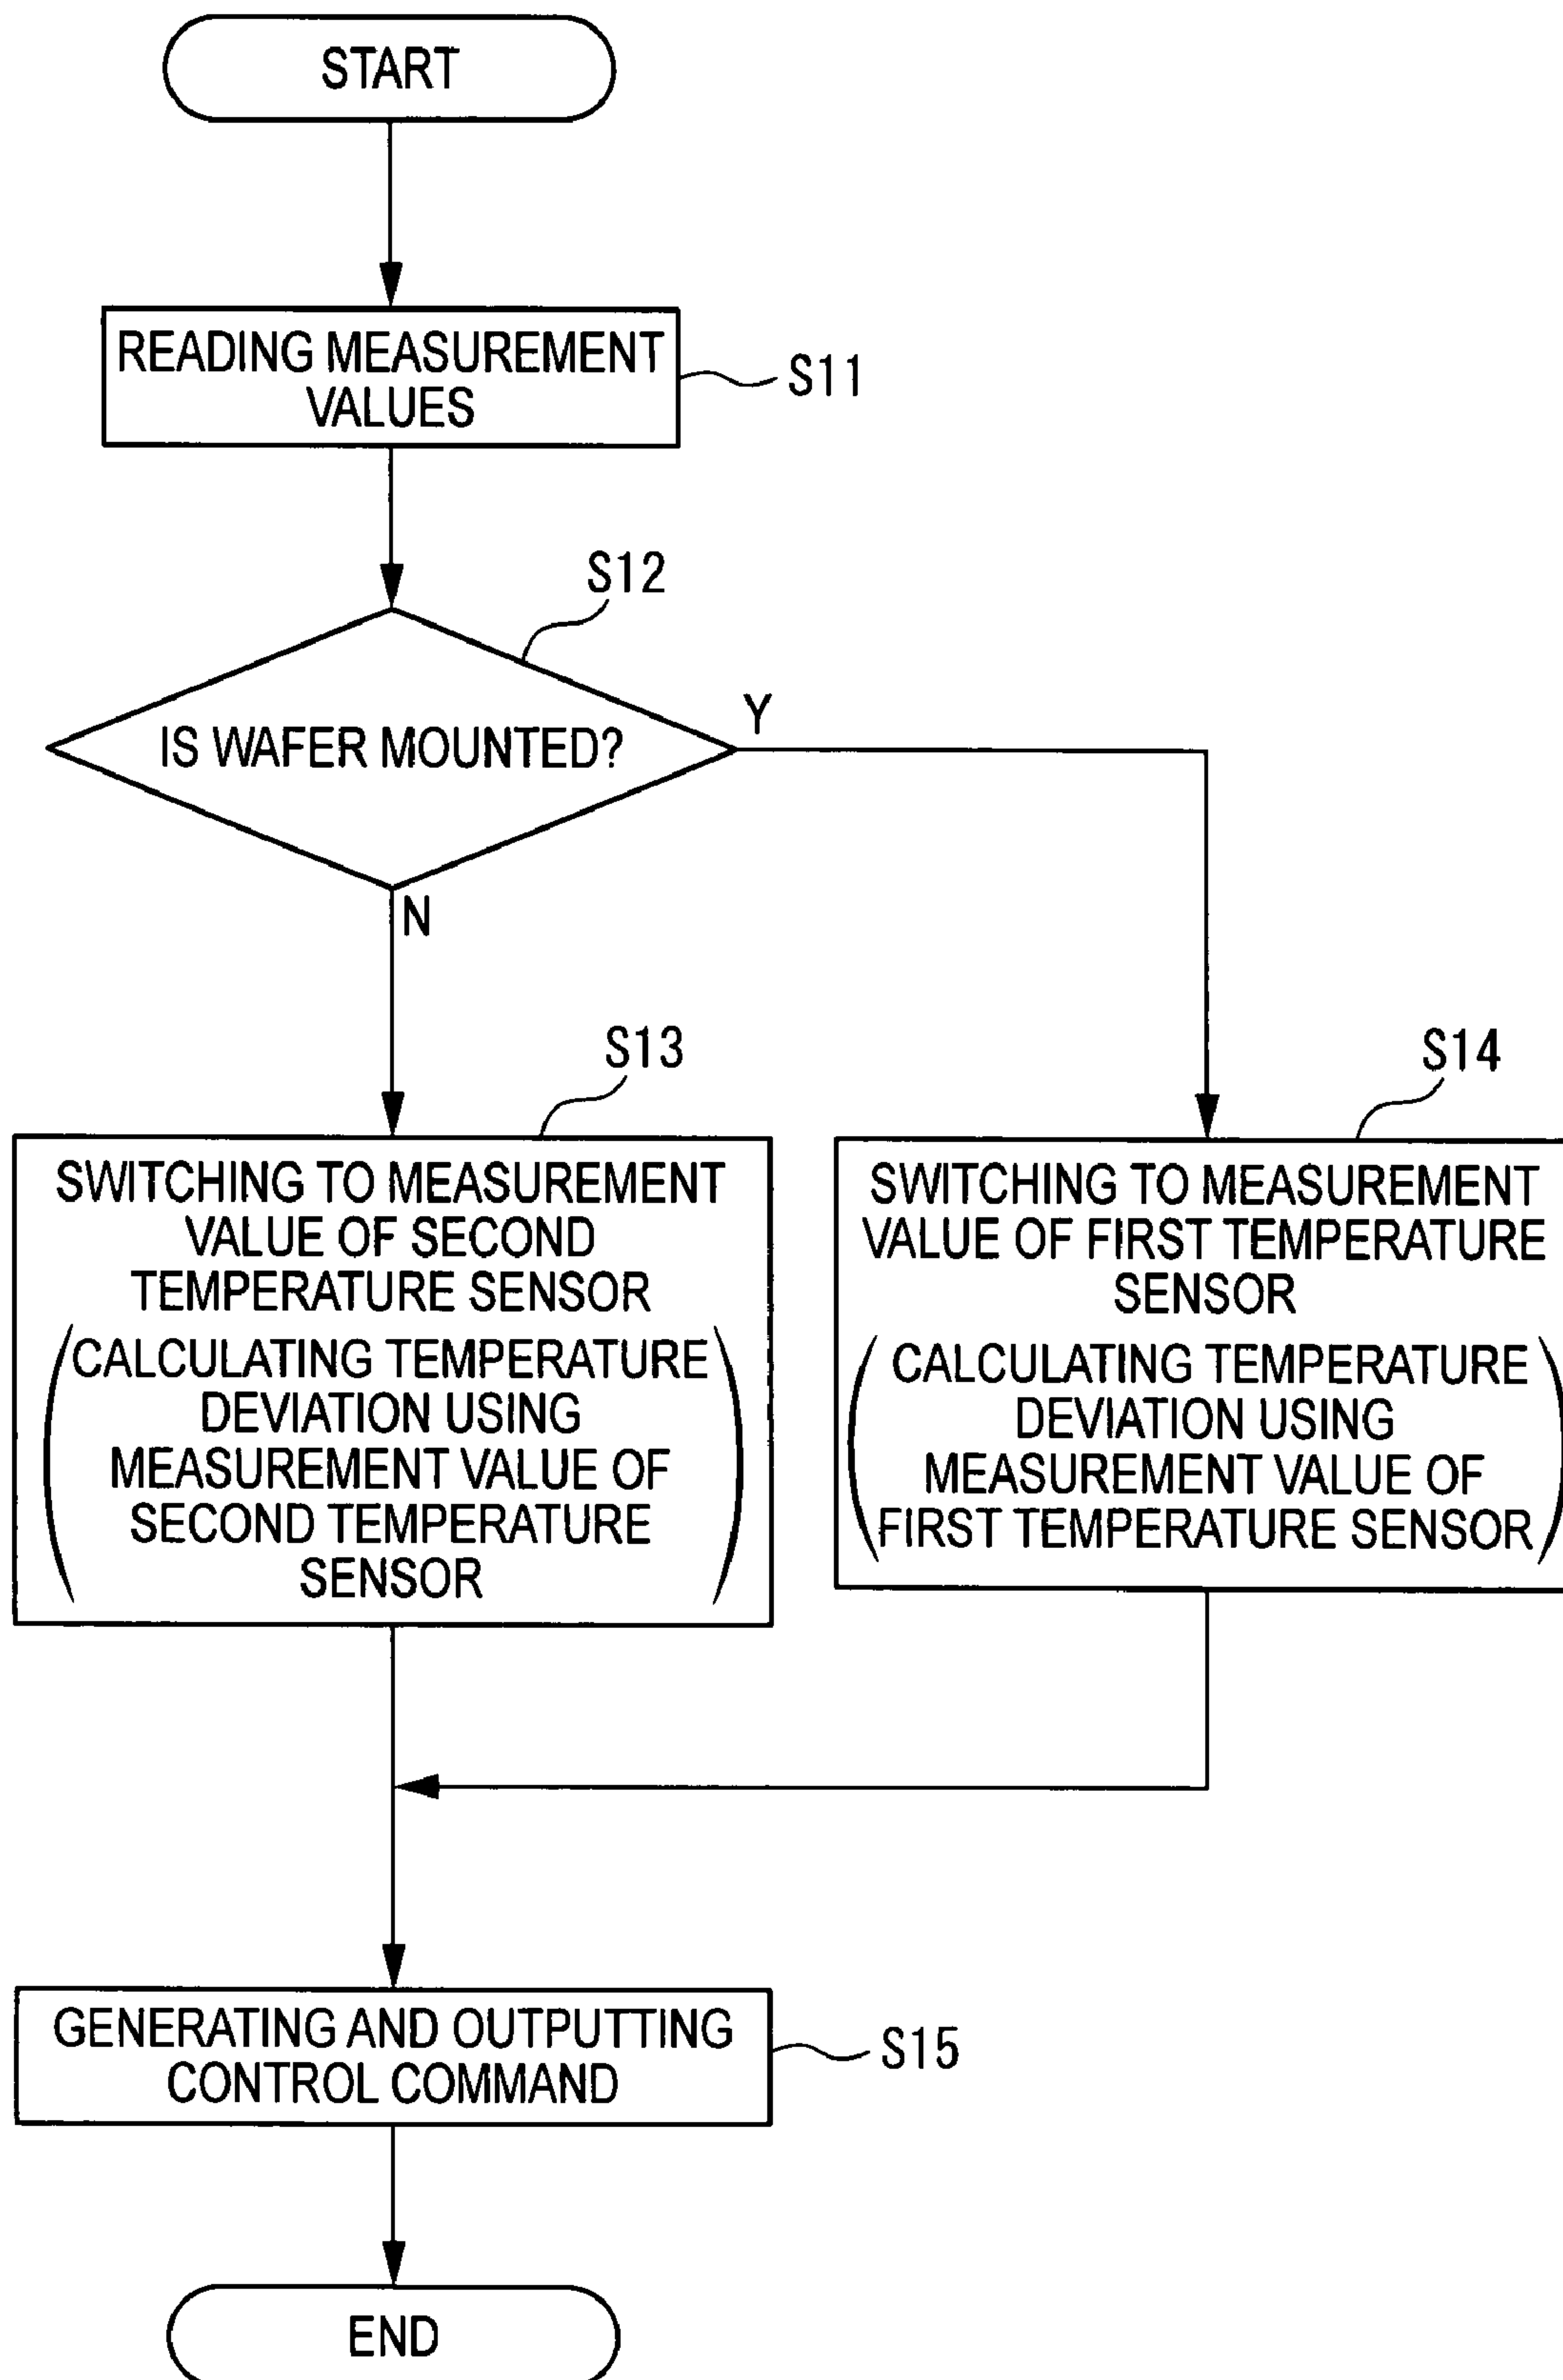 START
READING MEASUREMENT
VALUES
S11
S12
IS WAFER MOUNTED?
Y
N
S13
SWITCHING TO MEASUREMENT
VALUE OF SECOND
TEMPERATURE SENSOR
(CALCULATING TEMPERATURE
DEVIATION USING
MEASUREMENT VALUE OF
SECOND TEMPERATURE
SENSOR)
S14
SWITCHING TO MEASUREMENT
VALUE OF FIRST TEMPERATURE
SENSOR
(CALCULATING TEMPERATURE
DEVIATION USING
MEASUREMENT VALUE OF
FIRST TEMPERATURE SENSOR)
GENERATING AND OUTPUTTING
CONTROL COMMAND
S15
END